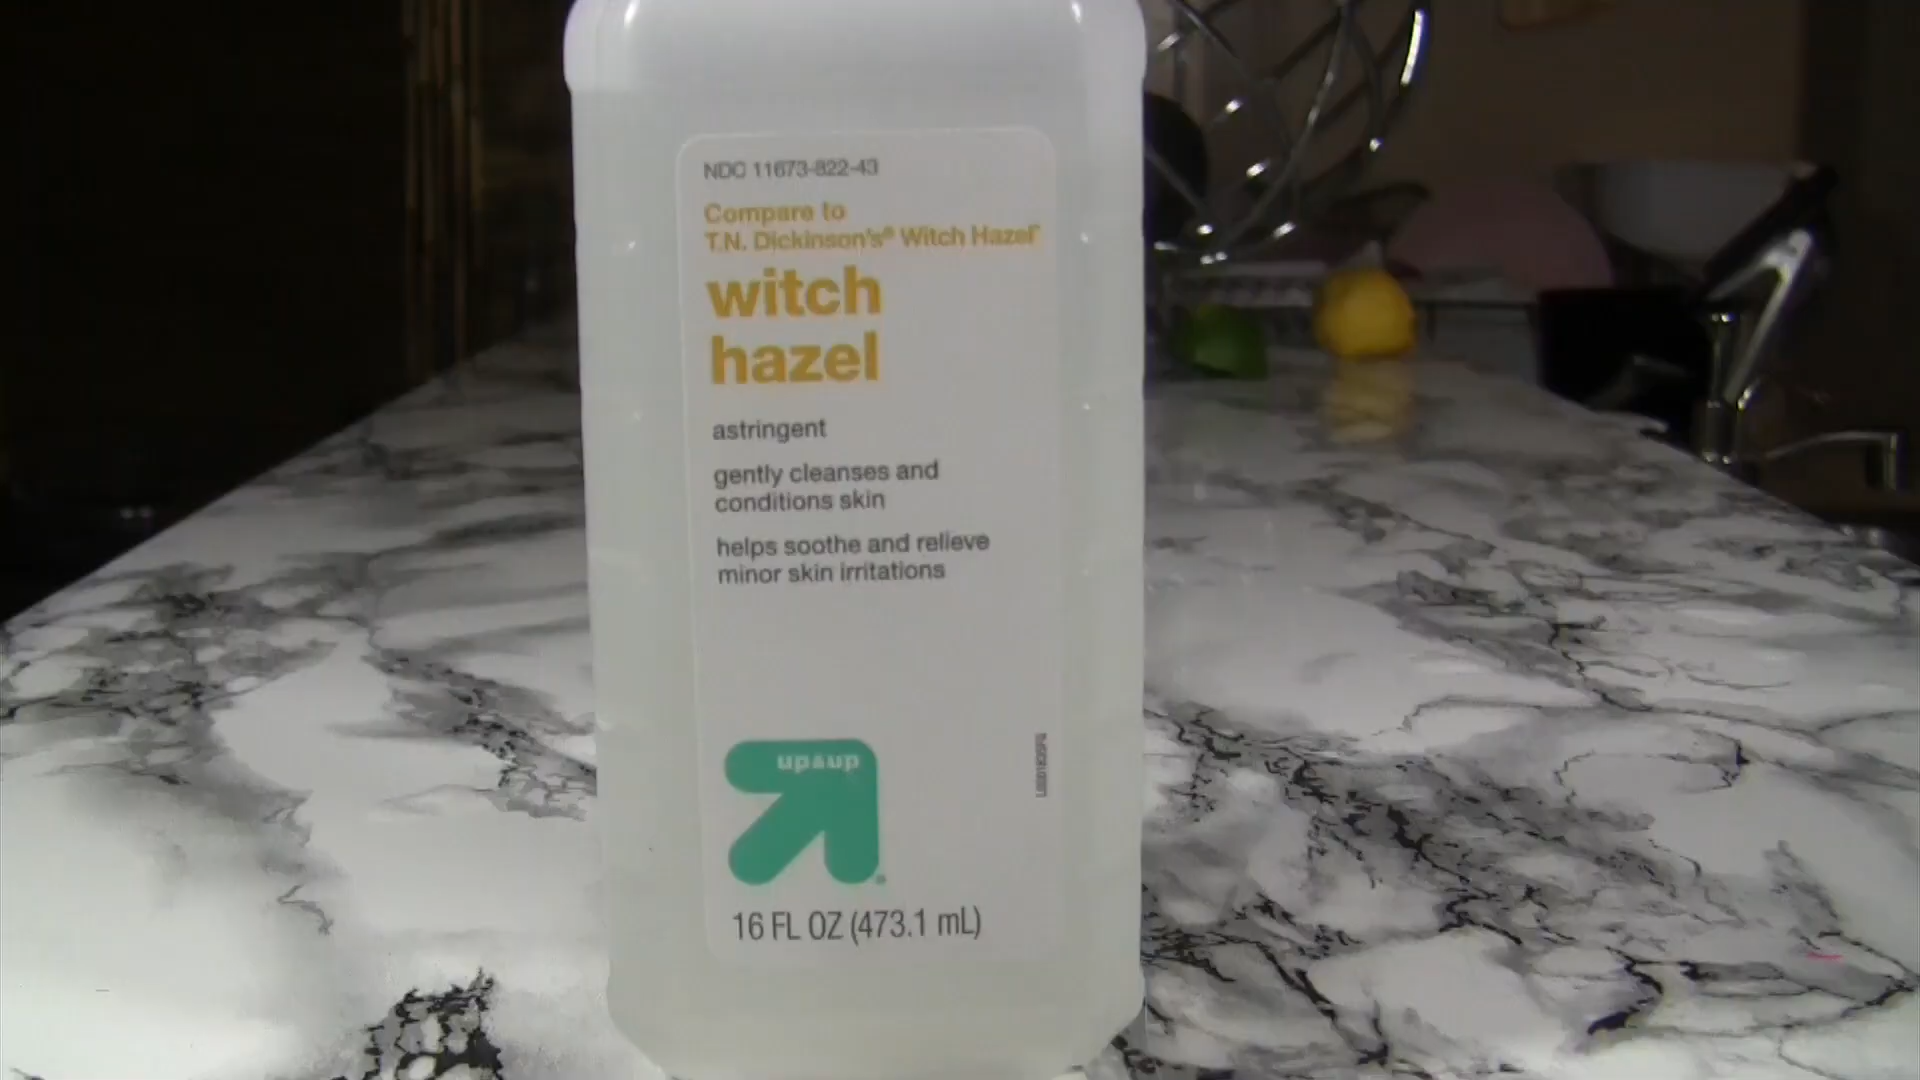 NDC 11673-822-43
Compare to
T.N. Dickinson's® Witch Hazel*
witch
hazel
astringent
gently cleanses and
conditions skin
helps soothe and relieve
minor skin irritations
up&up
16 FL OZ (473.1 mL)